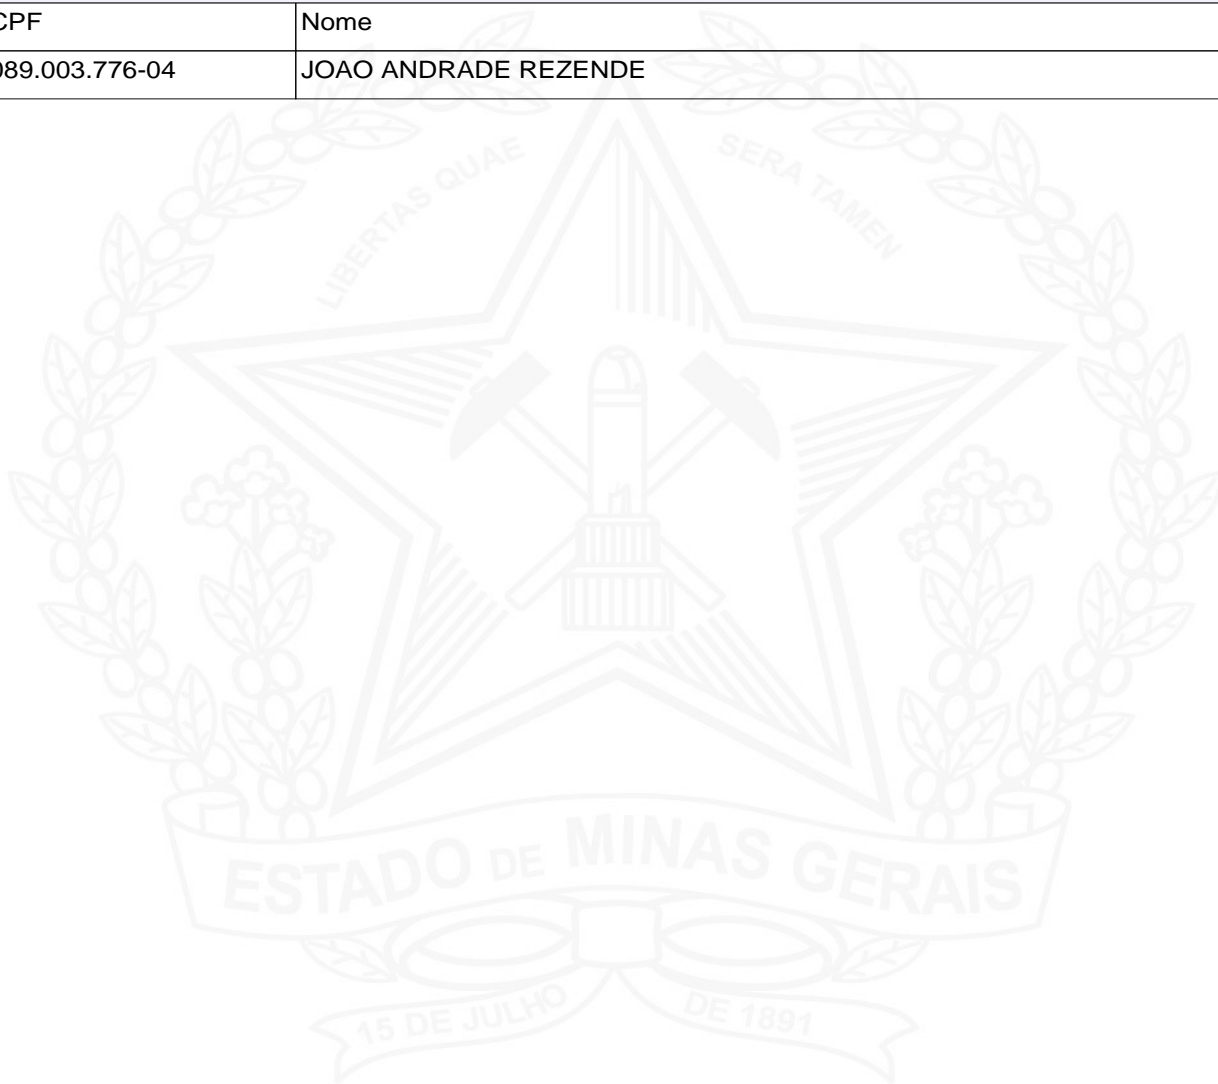 CPF Nome
089.003.776-04 JOAO ANDRADE REZENDE
LIBERTAS QUAE SERA TAMEN
ESTADO DE MINAS GERAIS
15 DE JULHO DE 1891